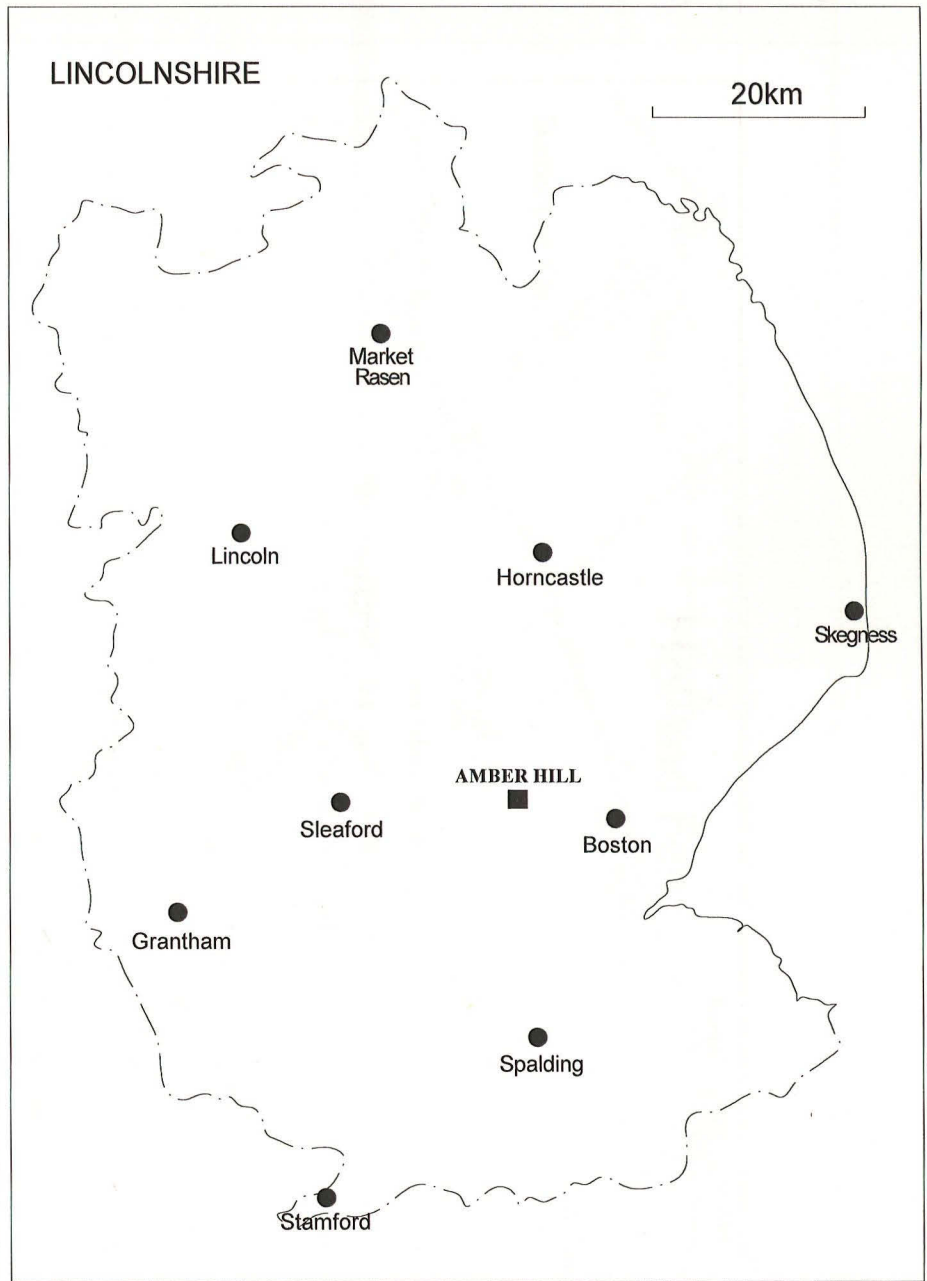 LINCOLNSHIRE
20km
Market
Rasen
Lincoln
Horncastle
Skegness
AMBER HILL
Sleaford
Boston
Grantham
Spalding
Stamford